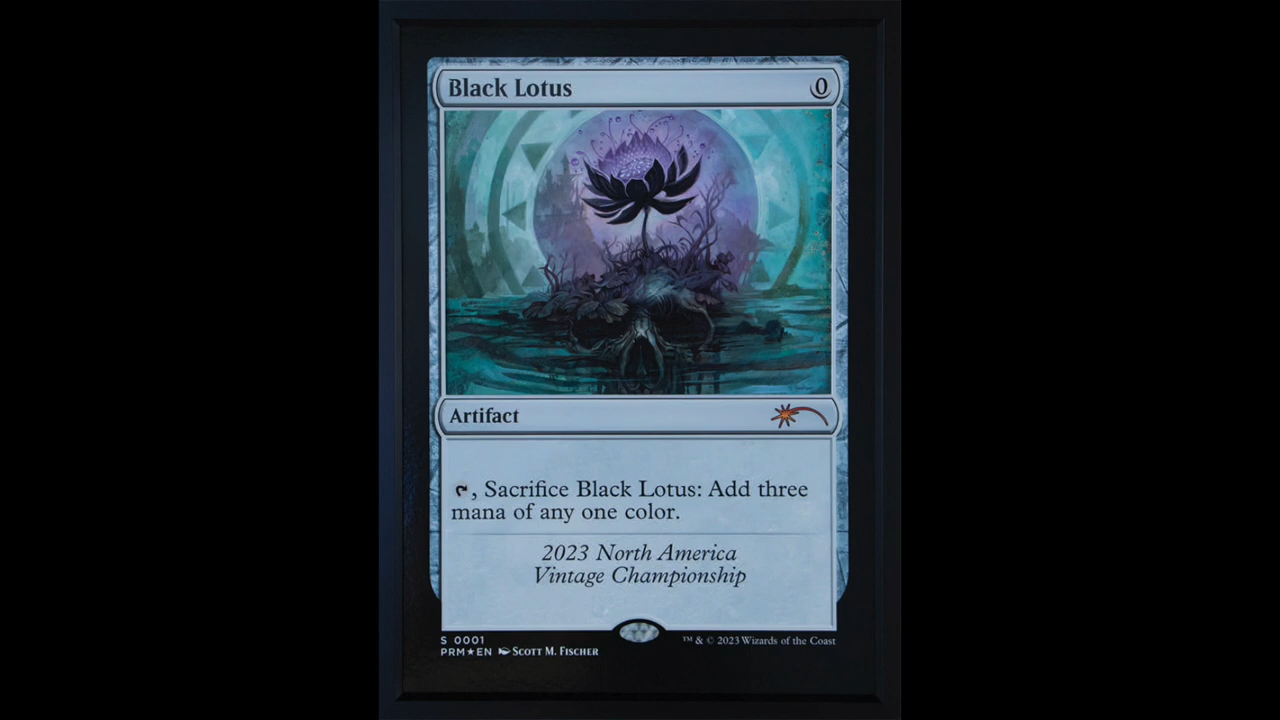 Black Lotus 0
Artifact
, Sacrifice Black Lotus: Add three
mana of any one color.
2023 North America
Vintage Championship
S 0001
PRM★EN Scott M. Fischer
™ & © 2023 Wizards of the Coast